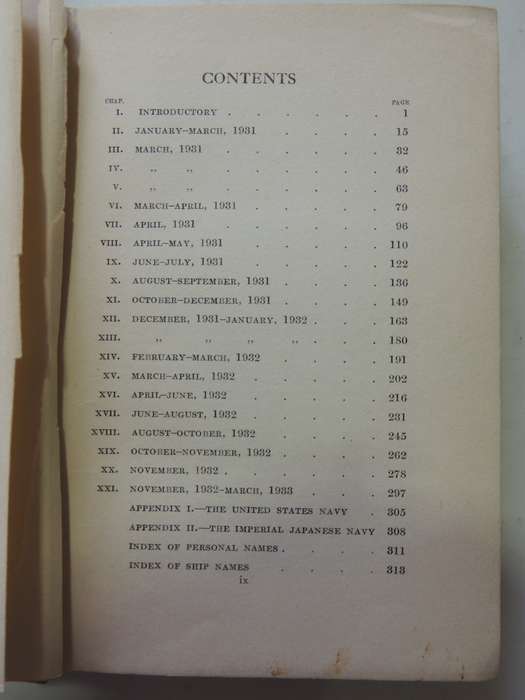 CONTENTS
CHAP. PAGE
I. INTRODUCTORY . . . . . . 1
II. JANUARY–MARCH, 1931 . . . . 15
III. MARCH, 1931 . . . . . . 32
IV. ,, ,, . . . . . . 46
V. ,, ,, . . . . . . 63
VI. MARCH–APRIL, 1931 . . . . . 79
VII. APRIL, 1931 . . . . . . 96
VIII. APRIL–MAY, 1931 . . . . . 110
IX. JUNE–JULY, 1931 . . . . . 122
X. AUGUST–SEPTEMBER, 1931 . . . . 136
XI. OCTOBER–DECEMBER, 1931 . . . . 149
XII. DECEMBER, 1931–JANUARY, 1932 . . . 163
XIII. ,, ,, ,, ,, . . 180
XIV. FEBRUARY–MARCH, 1932 . . . . 191
XV. MARCH–APRIL, 1932 . . . . . 202
XVI. APRIL–JUNE, 1932 . . . . . 216
XVII. JUNE–AUGUST, 1932 . . . . . 231
XVIII. AUGUST–OCTOBER, 1932 . . . . 245
XIX. OCTOBER–NOVEMBER, 1932 . . . . 262
XX. NOVEMBER, 1932 . . . . . . 278
XXI. NOVEMBER, 1932–MARCH, 1933 . . . 297
APPENDIX I.—THE UNITED STATES NAVY . 305
APPENDIX II.—THE IMPERIAL JAPANESE NAVY 308
INDEX OF PERSONAL NAMES . . . . 311
INDEX OF SHIP NAMES . . . . 313
ix